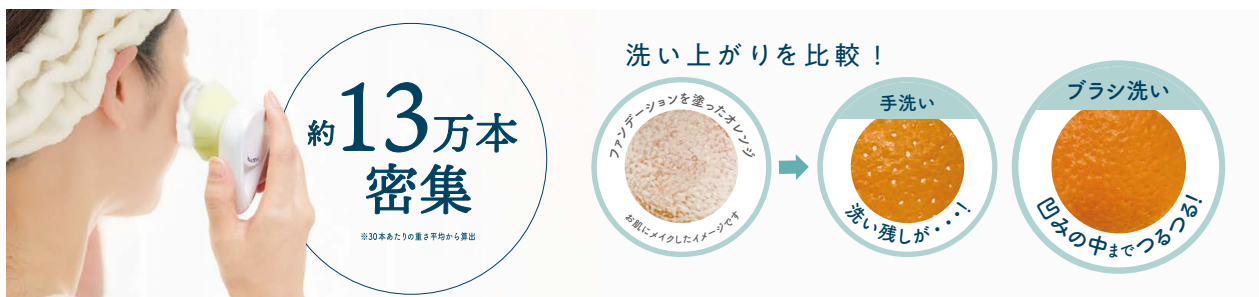 約13万本
密集
※30本あたりの重さ平均から算出
洗い上がりを比較！
ファンデーションを塗ったオレンジ
お肌にメイクしたイメージです
手洗い
洗い残しが・・・!
ブラシ洗い
凹みの中までつるつる!